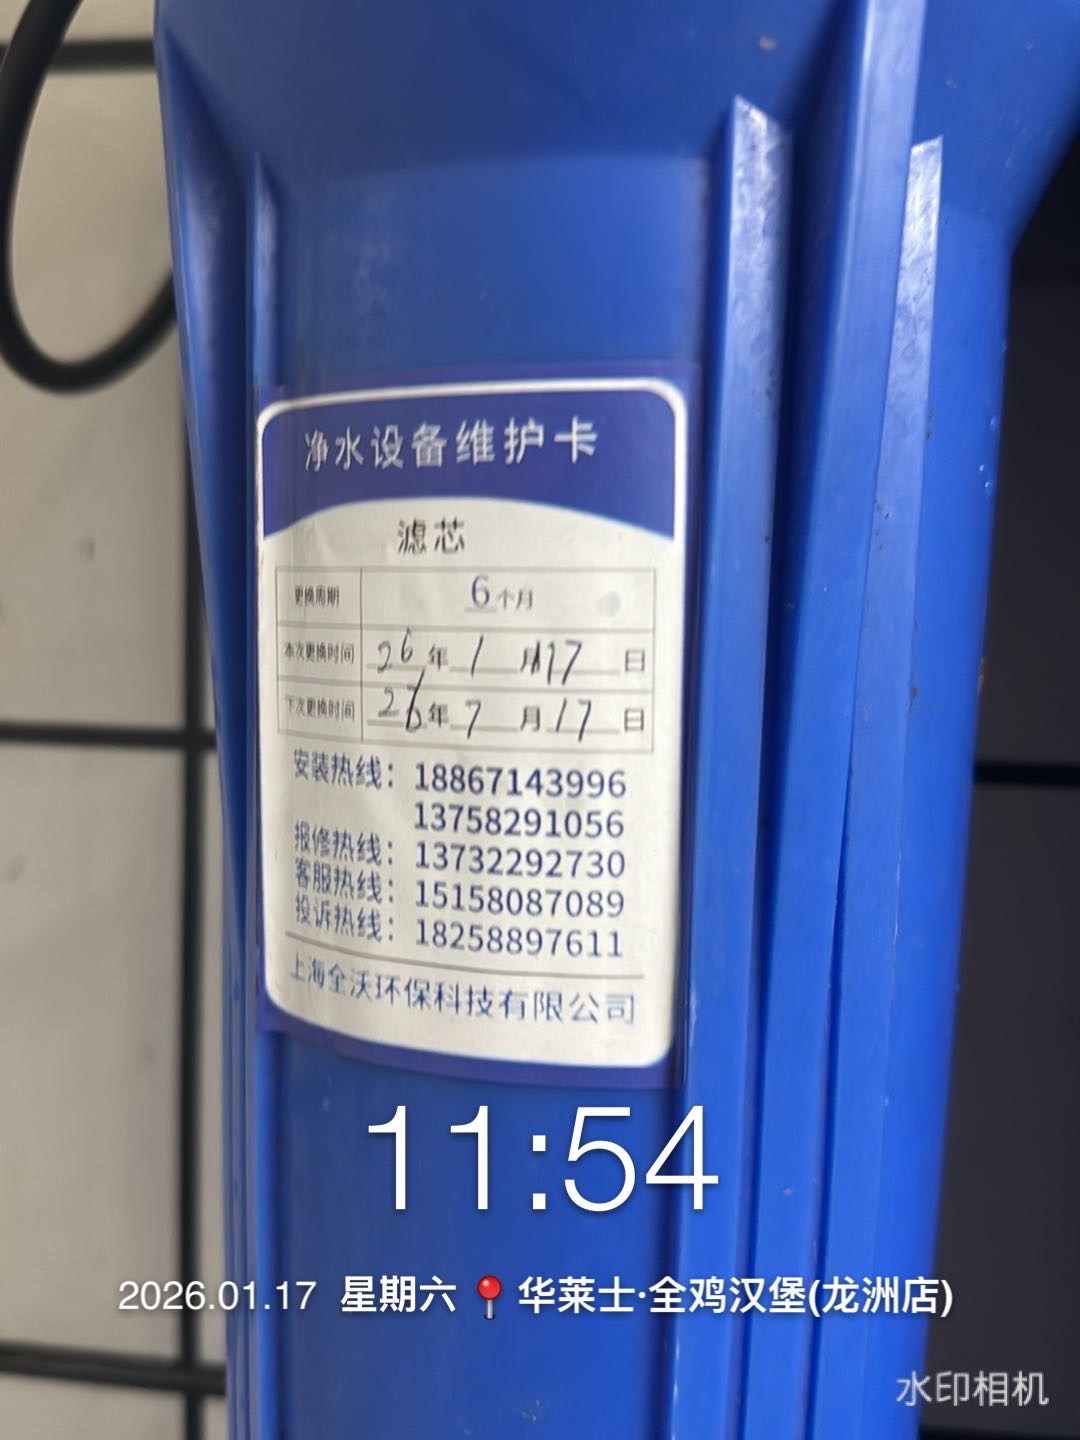 净水设备维护卡
滤芯
更换周期 6个月
本次更换时间 26年1月17日
下次更换时间 26年7月17日
安装热线：18867143996
13758291056
报修热线：13732292730
客服热线：15158087089
投诉热线：18258897611
上海全沃环保科技有限公司
11:54
2026.01.17 星期六 📍华莱士·全鸡汉堡(龙洲店)
水印相机